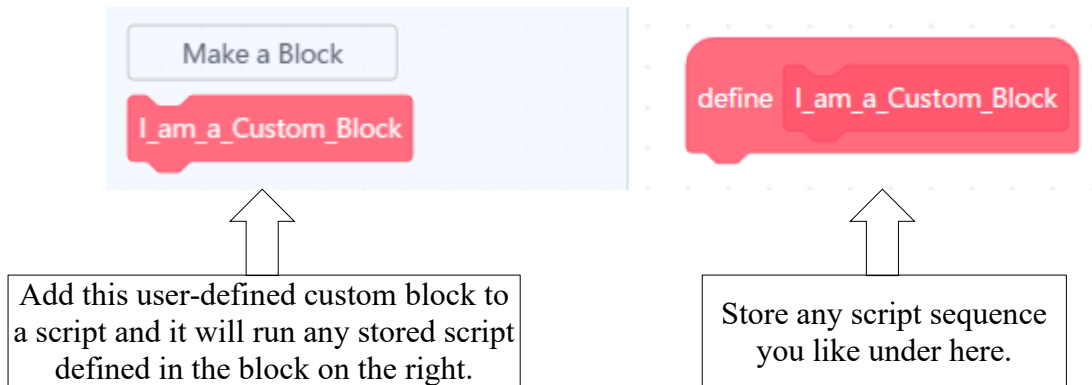 Make a Block
I_am_a_Custom_Block
define I_am_a_Custom_Block
Add this user-defined custom block to
a script and it will run any stored script
defined in the block on the right.
Store any script sequence
you like under here.